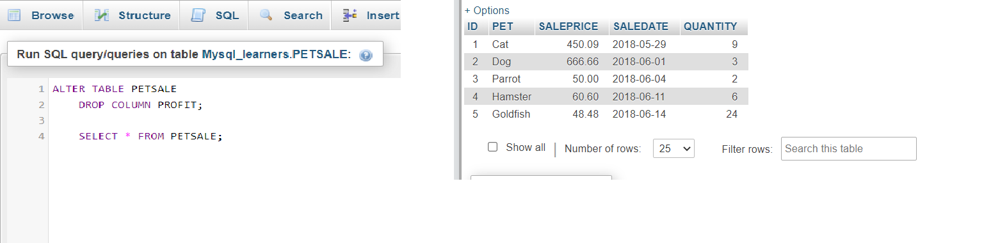 Browse Structure SQL Search Insert
Run SQL query/queries on table Mysql_learners.PETSALE:
1 ALTER TABLE PETSALE
2 DROP COLUMN PROFIT;
3
4 SELECT * FROM PETSALE;
+ Options
ID PET SALEPRICE SALEDATE QUANTITY
1 Cat 450.09 2018-05-29 9
2 Dog 666.66 2018-06-01 3
3 Parrot 50.00 2018-06-04 2
4 Hamster 60.60 2018-06-11 6
5 Goldfish 48.48 2018-06-14 24
Show all | Number of rows: 25 Filter rows: Search this table